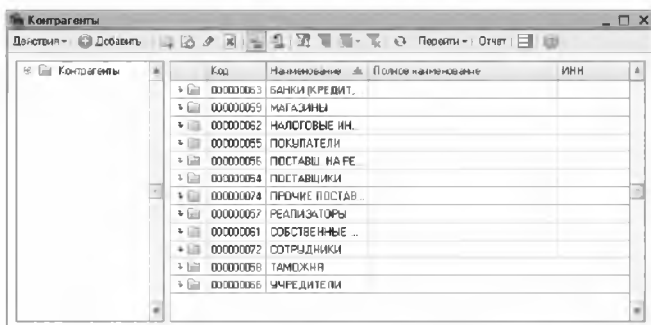 Контрагенты
Действия Добавить Перейти Отчет
Контрагенты
Код Наименование Полное наименование ИНН
000000063 БАНКИ (КРЕДИТ,
000000059 МАГАЗИНЫ
000000062 НАЛОГОВЫЕ ИН...
000000055 ПОКУПАТЕЛИ
000000056 ПОСТАВЩ. НА РЕ...
000000054 ПОСТАВЩИКИ
000000074 ПРОЧИЕ ПОСТАВ...
000000057 РЕАЛИЗАТОРЫ
000000061 СОБСТВЕННЫЕ ...
000000072 СОТРУДНИКИ
000000058 ТАМОЖНЯ
000000066 УЧРЕДИТЕЛИ